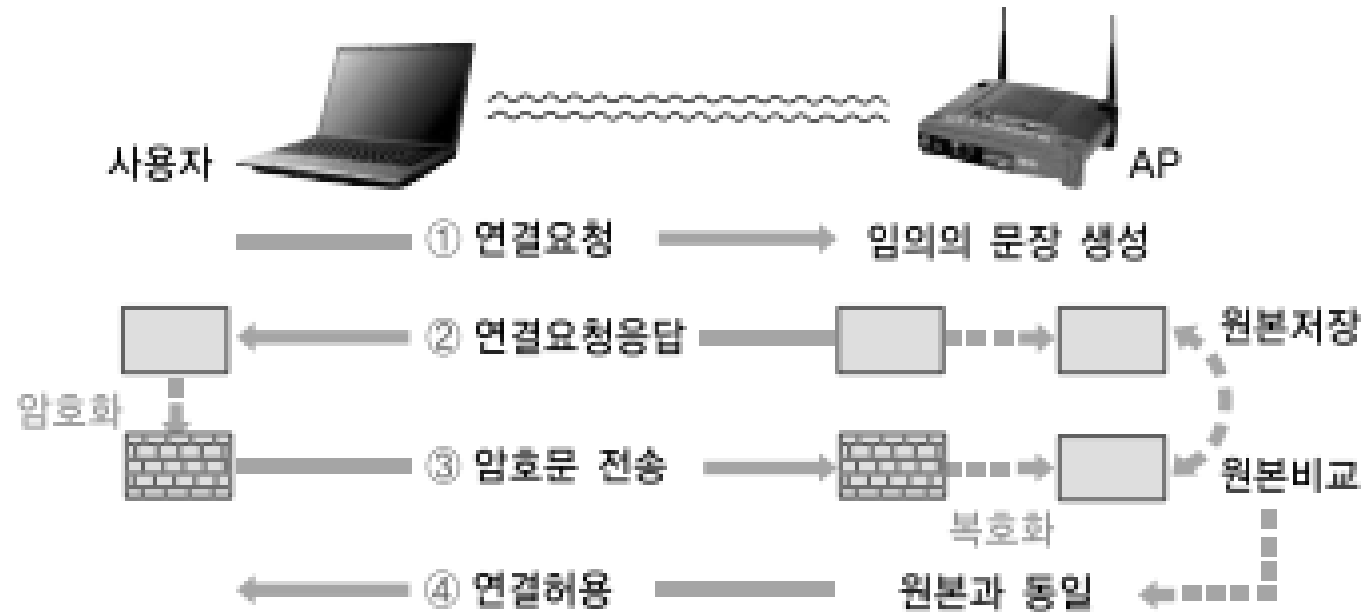 사용자
AP
① 연결요청
임의의 문장 생성
② 연결요청응답
원본저장
암호화
③ 암호문 전송
원본비교
복호화
④ 연결허용
원본과 동일